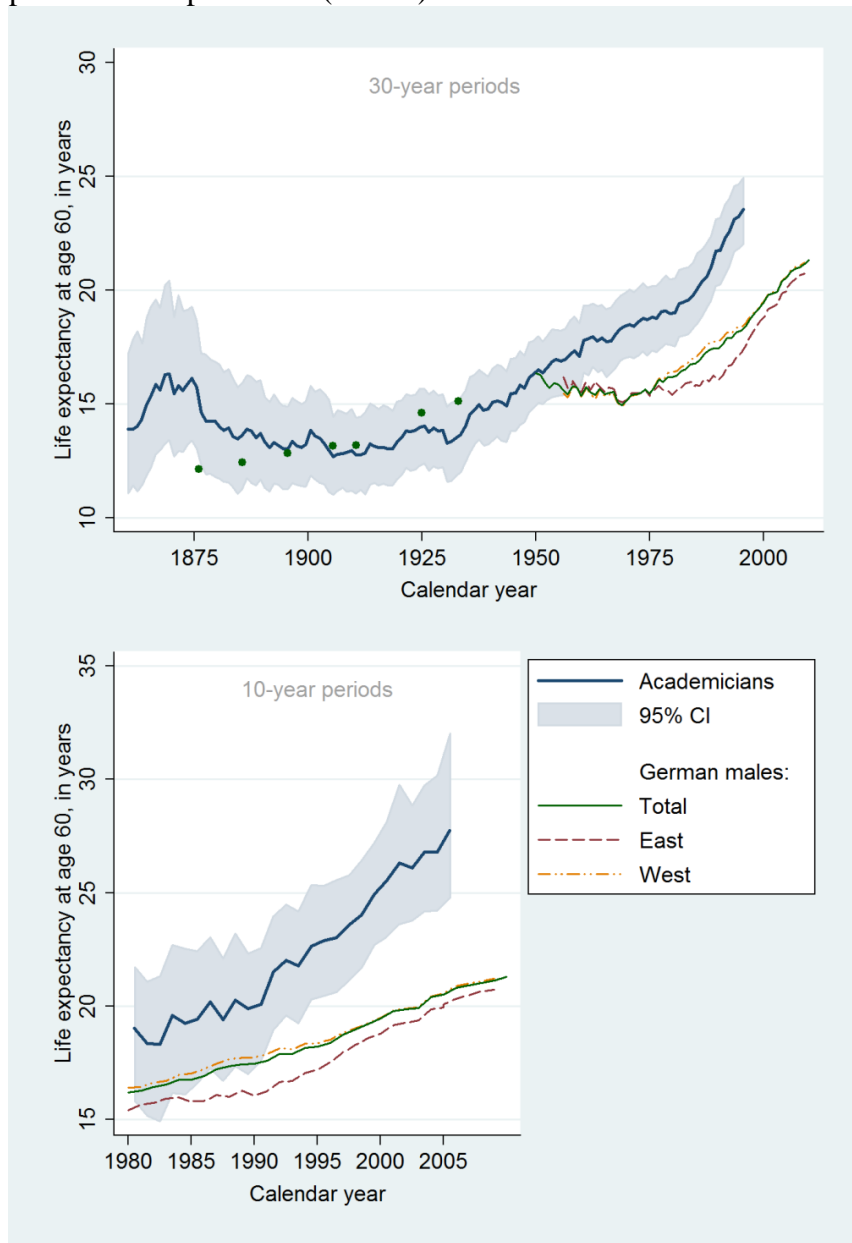 30-year periods
Life expectancy at age 60, in years
30
25
20
15
10
1875 1900 1925 1950 1975 2000
Calendar year
10-year periods
Life expectancy at age 60, in years
35
30
25
20
15
1980 1985 1990 1995 2000 2005
Calendar year
Academicians
95% CI
German males:
Total
East
West